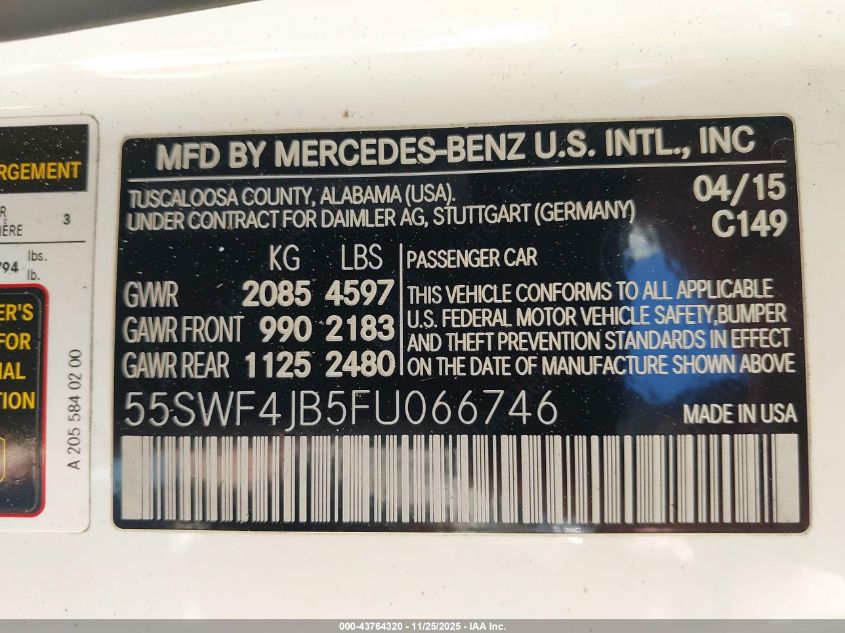 MFD BY MERCEDES-BENZ U.S. INTL., INC
TUSCALOOSA COUNTY, ALABAMA (USA).
UNDER CONTRACT FOR DAIMLER AG, STUTTGART (GERMANY)
04/15
C149
KG LBS
GVWR 2085 4597
GAWR FRONT 990 2183
GAWR REAR 1125 2480
PASSENGER CAR
THIS VEHICLE CONFORMS TO ALL APPLICABLE
U.S. FEDERAL MOTOR VEHICLE SAFETY,BUMPER
AND THEFT PREVENTION STANDARDS IN EFFECT
ON THE DATE OF MANUFACTURE SHOWN ABOVE
55SWF4JB5FU066746
MADE IN USA
RGEMENT
R
IÈRE
3
794
lbs.
lb.
ER'S
FOR
IAL
TION
A 205 584 02 00
000-43764320 - 11/25/2025 - IAA Inc.